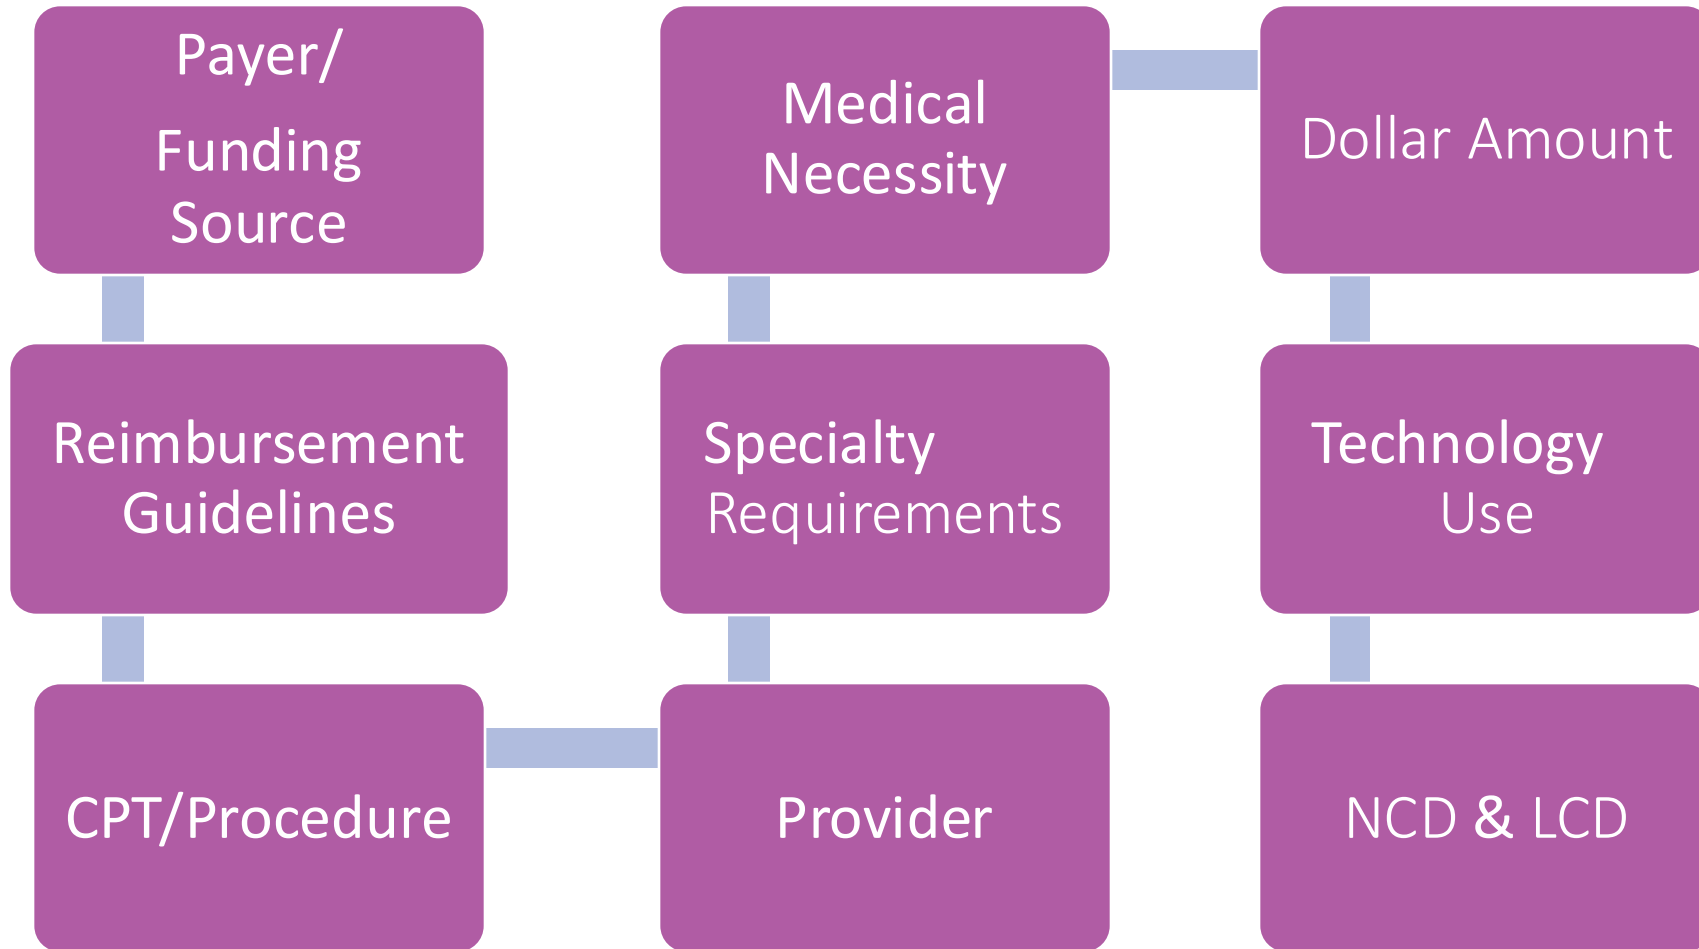 Payer/
Funding
Source
Reimbursement
Guidelines
CPT/Procedure
Provider
Specialty
Requirements
Medical
Necessity
Dollar Amount
Technology
Use
NCD & LCD